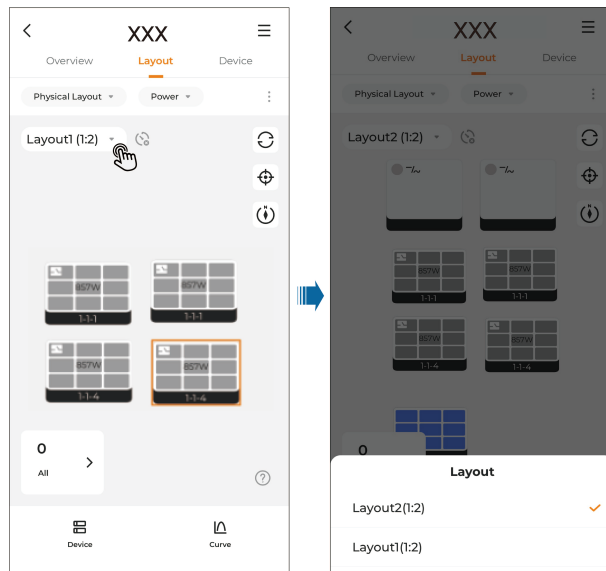 XXX
Overview Layout Device
Physical Layout Power
Layout1 (1:2)
N
857W 857W
1-1-1 1-1-1
857W 857W
1-1-4 1-1-4
0
All
?
Device Curve
XXX
Overview Layout Device
Physical Layout Power
Layout2 (1:2)
N
857W 857W
1-1-1 1-1-1
857W 857W
1-1-4 1-1-4
0
Layout
Layout2(1:2)
Layout1(1:2)